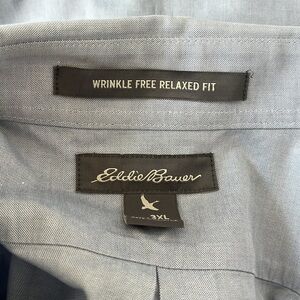 WRINKLE FREE RELAXED FIT
Eddie Bauer
3XL